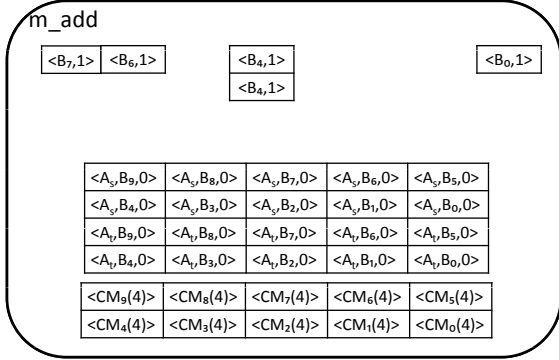 m_add
<B₇,1> <B₆,1> <B₄,1> <B₀,1>
<B₄,1>
<Aₛ,B₉,0> <Aₛ,B₈,0> <Aₛ,B₇,0> <Aₛ,B₆,0> <Aₛ,B₅,0>
<Aₛ,B₄,0> <Aₛ,B₃,0> <Aₛ,B₂,0> <Aₛ,B₁,0> <Aₛ,B₀,0>
<Aₜ,B₉,0> <Aₜ,B₈,0> <Aₜ,B₇,0> <Aₜ,B₆,0> <Aₜ,B₅,0>
<Aₜ,B₄,0> <Aₜ,B₃,0> <Aₜ,B₂,0> <Aₜ,B₁,0> <Aₜ,B₀,0>
<CM₉(4)> <CM₈(4)> <CM₇(4)> <CM₆(4)> <CM₅(4)>
<CM₄(4)> <CM₃(4)> <CM₂(4)> <CM₁(4)> <CM₀(4)>